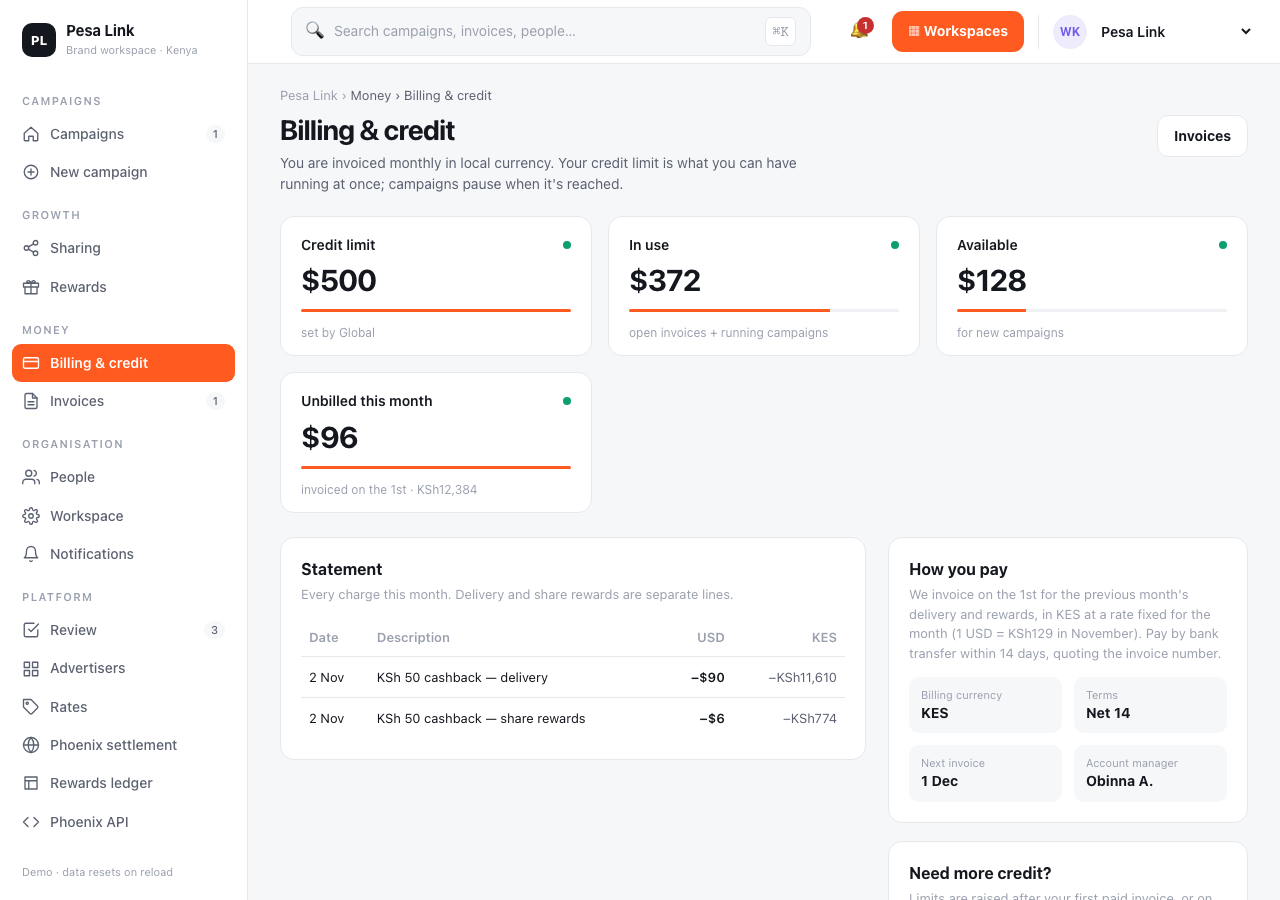 PL
Pesa Link
Brand workspace · Kenya
CAMPAIGNS
Campaigns 1
New campaign
GROWTH
Sharing
Rewards
MONEY
Billing & credit
Invoices 1
ORGANISATION
People
Workspace
Notifications
PLATFORM
Review 3
Advertisers
Rates
Phoenix settlement
Rewards ledger
Phoenix API
Demo · data resets on reload
Search campaigns, invoices, people… ⌘K
1
Workspaces
WK Pesa Link
Pesa Link › Money › Billing & credit
Billing & credit
Invoices
You are invoiced monthly in local currency. Your credit limit is what you can have
running at once; campaigns pause when it's reached.
Credit limit
$500
set by Global
In use
$372
open invoices + running campaigns
Available
$128
for new campaigns
Unbilled this month
$96
invoiced on the 1st · KSh12,384
Statement
Every charge this month. Delivery and share rewards are separate lines.
Date Description USD KES
2 Nov KSh 50 cashback — delivery −$90 −KSh11,610
2 Nov KSh 50 cashback — share rewards −$6 −KSh774
How you pay
We invoice on the 1st for the previous month's
delivery and rewards, in KES at a rate fixed for the
month (1 USD = KSh129 in November). Pay by bank
transfer within 14 days, quoting the invoice number.
Billing currency
KES
Terms
Net 14
Next invoice
1 Dec
Account manager
Obinna A.
Need more credit?
Limits are raised after your first paid invoice, or on